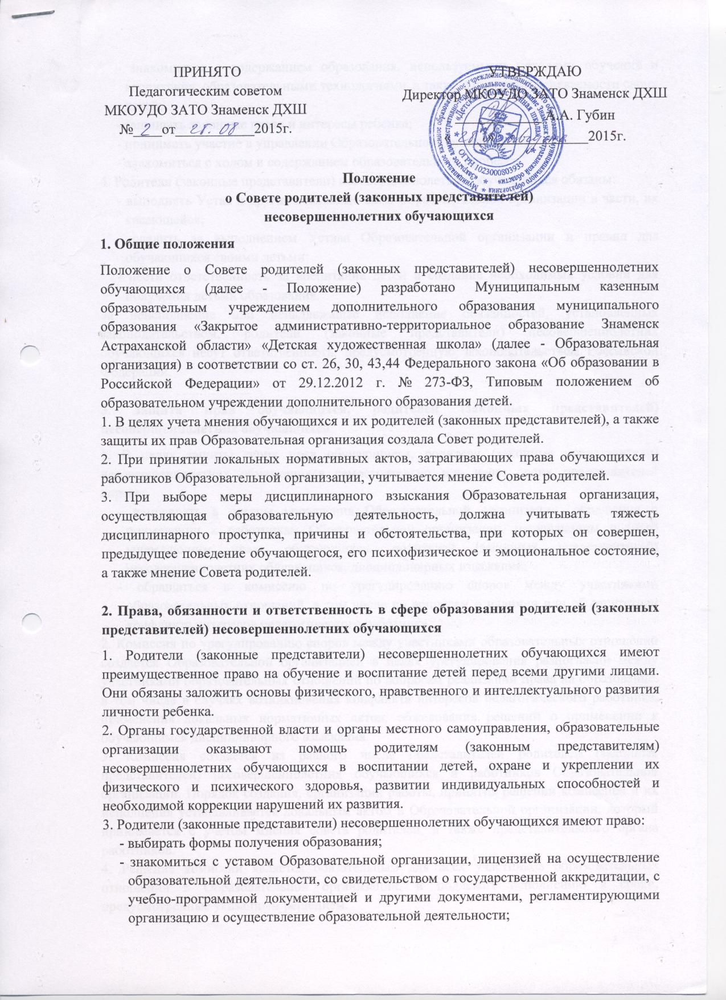 ПРИНЯТО
Педагогическим советом
МКОУДО ЗАТО Знаменск ДХШ
№ 2 от 28. 08 2015г.
УТВЕРЖДАЮ
Директор МКОУДО ЗАТО Знаменск ДХШ
А.А. Губин
«28» августа 2015г.
ОГРН 1023000803935
Положение
о Совете родителей (законных представителей)
несовершеннолетних обучающихся
1. Общие положения
Положение о Совете родителей (законных представителей) несовершеннолетних
обучающихся (далее - Положение) разработано Муниципальным казенным
образовательным учреждением дополнительного образования муниципального
образования «Закрытое административно-территориальное образование Знаменск
Астраханской области» «Детская художественная школа» (далее - Образовательная
организация) в соответствии со ст. 26, 30, 43,44 Федерального закона «Об образовании в
Российской Федерации» от 29.12.2012 г. № 273-ФЗ, Типовым положением об
образовательном учреждении дополнительного образования детей.
1. В целях учета мнения обучающихся и их родителей (законных представителей), а также
защиты их прав Образовательная организация создала Совет родителей.
2. При принятии локальных нормативных актов, затрагивающих права обучающихся и
работников Образовательной организации, учитывается мнение Совета родителей.
3. При выборе меры дисциплинарного взыскания Образовательная организация,
осуществляющая образовательную деятельность, должна учитывать тяжесть
дисциплинарного проступка, причины и обстоятельства, при которых он совершен,
предыдущее поведение обучающегося, его психофизическое и эмоциональное состояние,
а также мнение Совета родителей.
2. Права, обязанности и ответственность в сфере образования родителей (законных
представителей) несовершеннолетних обучающихся
1. Родители (законные представители) несовершеннолетних обучающихся имеют
преимущественное право на обучение и воспитание детей перед всеми другими лицами.
Они обязаны заложить основы физического, нравственного и интеллектуального развития
личности ребенка.
2. Органы государственной власти и органы местного самоуправления, образовательные
организации оказывают помощь родителям (законным представителям)
несовершеннолетних обучающихся в воспитании детей, охране и укреплении их
физического и психического здоровья, развитии индивидуальных способностей и
необходимой коррекции нарушений их развития.
3. Родители (законные представители) несовершеннолетних обучающихся имеют право:
- выбирать формы получения образования;
- знакомиться с уставом Образовательной организации, лицензией на осуществление
образовательной деятельности, со свидетельством о государственной аккредитации, с
учебно-программной документацией и другими документами, регламентирующими
организацию и осуществление образовательной деятельности;